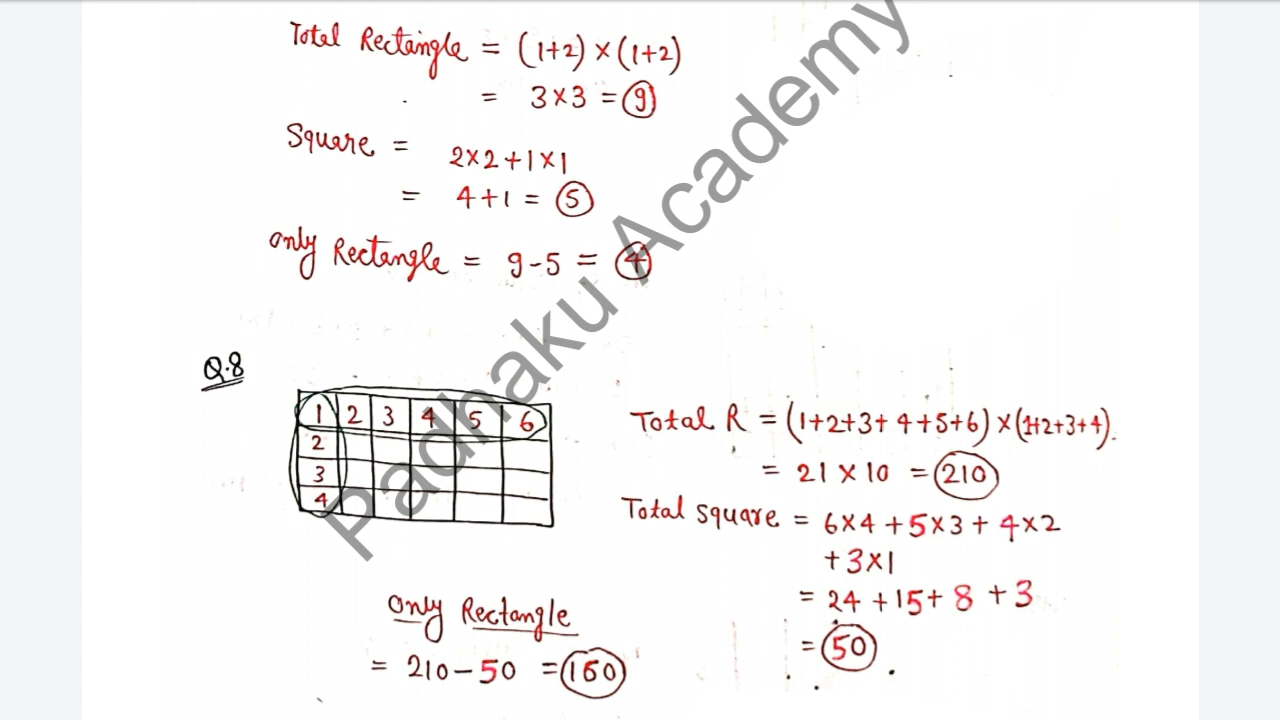 Total Rectangle = (1+2) × (1+2)
= 3×3 = 9
Square = 2×2+1×1
= 4+1 = 5
Only Rectangle = 9-5 = 4
Padhaku Academy
Q.8
1 2 3 4 5 6
2
3
4
Total R = (1+2+3+4+5+6)×(1+2+3+4).
= 21 × 10 = 210
Total square = 6×4+5×3+4×2
+3×1
= 24+15+8+3
= 50
Only Rectangle
= 210-50 = 160